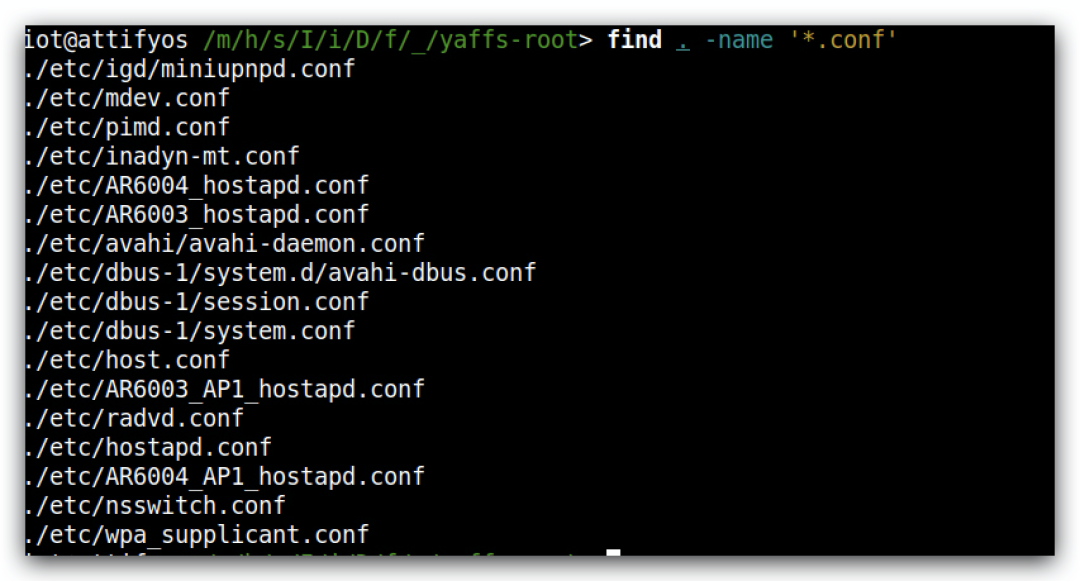 iot@attifyos /m/h/s/I/i/D/f/_/yaffs-root> find . -name '*.conf'
./etc/igd/miniupnpd.conf
./etc/mdev.conf
./etc/pimd.conf
./etc/inadyn-mt.conf
./etc/AR6004_hostapd.conf
./etc/AR6003_hostapd.conf
./etc/avahi/avahi-daemon.conf
./etc/dbus-1/system.d/avahi-dbus.conf
./etc/dbus-1/session.conf
./etc/dbus-1/system.conf
./etc/host.conf
./etc/AR6003_AP1_hostapd.conf
./etc/radvd.conf
./etc/hostapd.conf
./etc/AR6004_AP1_hostapd.conf
./etc/nsswitch.conf
./etc/wpa_supplicant.conf